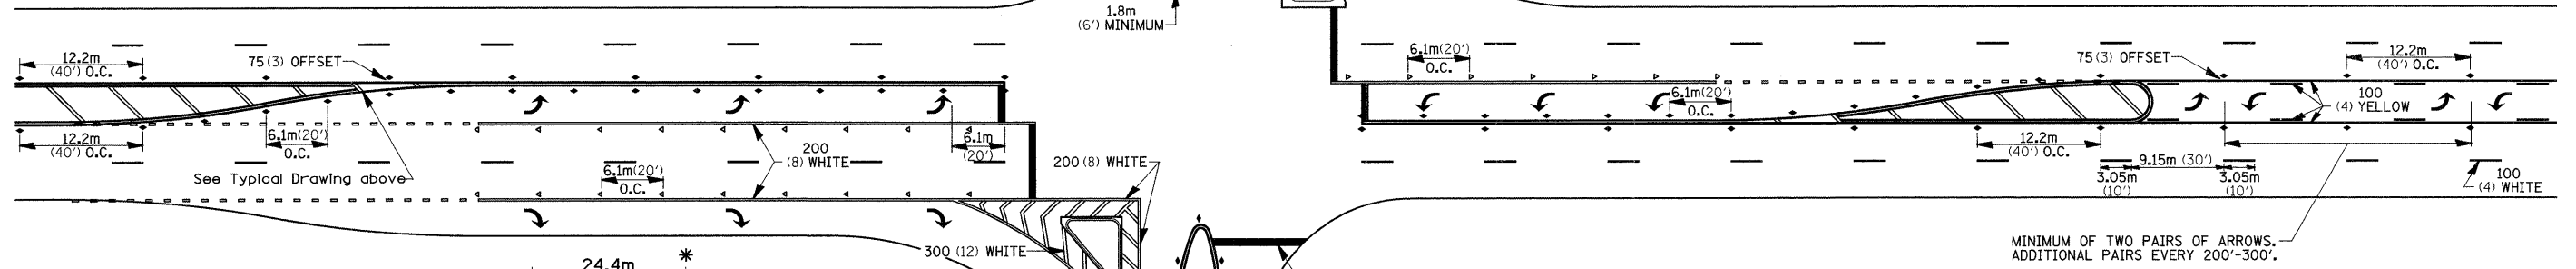 1.8m
(6') MINIMUM
12.2m
(40') O.C.
75 (3) OFFSET
12.2m
(40') O.C.
6.1m(20')
O.C.
See Typical Drawing above
6.1m(20')
O.C.
200
(8) WHITE
6.1m
(20')
200 (8) WHITE
300 (12) WHITE
24.4m
*
6.1m(20')
O.C.
6.1m(20')
O.C.
75 (3) OFFSET
12.2m
(40') O.C.
100
(4) YELLOW
12.2m
(40') O.C.
9.15m (30')
3.05m
(10')
3.05m
(10')
100
(4) WHITE
MINIMUM OF TWO PAIRS OF ARROWS.
ADDITIONAL PAIRS EVERY 200'-300'.